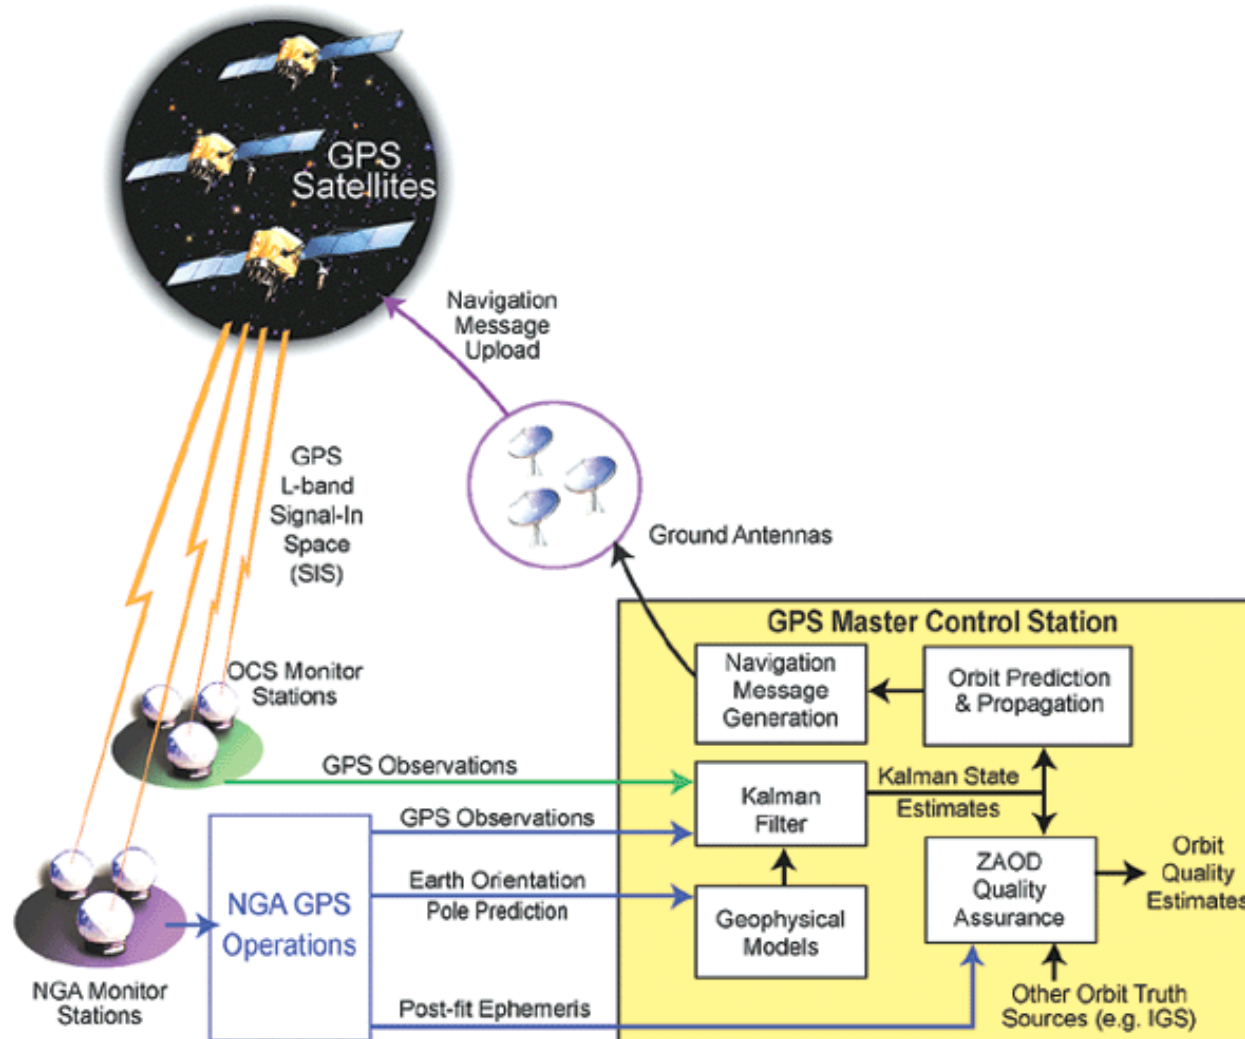 GPS
Satellites
Navigation
Message
Upload
GPS
L-band
Signal-In
Space
(SIS)
Ground Antennas
OCS Monitor
Stations
GPS Master Control Station
Navigation
Message
Generation
Orbit Prediction
& Propagation
GPS Observations
Kalman
Filter
Kalman State
Estimates
GPS Observations
NGA GPS
Operations
Earth Orientation
Pole Prediction
Geophysical
Models
ZAOD
Quality
Assurance
Orbit
Quality
Estimates
NGA Monitor
Stations
Post-fit Ephemeris
Other Orbit Truth
Sources (e.g. IGS)